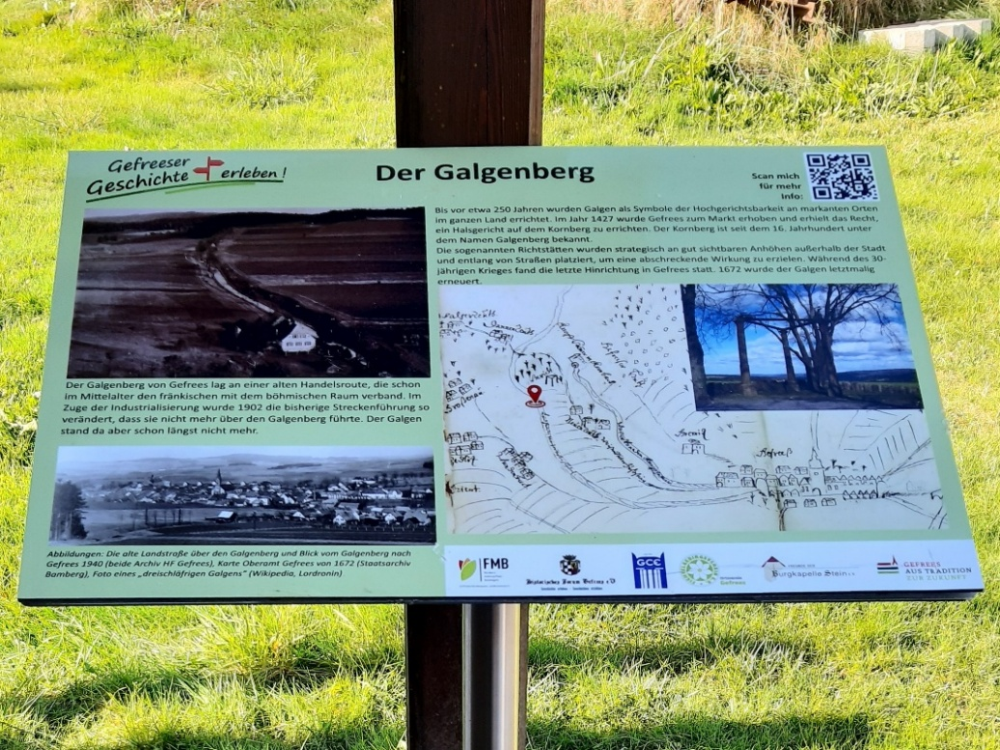 Gefreeser
Geschichte erleben!
Der Galgenberg
Scan mich
für mehr
Info:
Bis vor etwa 250 Jahren wurden Galgen als Symbole der Hochgerichtsbarkeit an markanten Orten
im ganzen Land errichtet. Im Jahr 1427 wurde Gefrees zum Markt erhoben und erhielt das Recht,
ein Halsgericht auf dem Kornberg zu errichten. Der Kornberg ist seit dem 16. Jahrhundert unter
dem Namen Galgenberg bekannt.
Die sogenannten Richtstätten wurden strategisch an gut sichtbaren Anhöhen außerhalb der Stadt
und entlang von Straßen platziert, um eine abschreckende Wirkung zu erzielen. Während des 30-
jährigen Krieges fand die letzte Hinrichtung in Gefrees statt. 1672 wurde der Galgen letztmalig
erneuert.
Der Galgenberg von Gefrees lag an einer alten Handelsroute, die schon
im Mittelalter den fränkischen mit dem böhmischen Raum verband. Im
Zuge der Industrialisierung wurde 1902 die bisherige Streckenführung so
verändert, dass sie nicht mehr über den Galgenberg führte. Der Galgen
stand da aber schon längst nicht mehr.
Gefreeß
Abbildungen: Die alte Landstraße über den Galgenberg und Blick vom Galgenberg nach
Gefrees 1940 (beide Archiv HF Gefrees), Karte Oberamt Gefrees von 1672 (Staatsarchiv
Bamberg), Foto eines „dreischläfrigen Galgens" (Wikipedia, Lordronin)
FMB
Historisches Forum Gefrees e.V.
GCC
Gefrees
Burgkapelle Stein e.V.
GEFREES
AUS TRADITION
ZUR ZUKUNFT